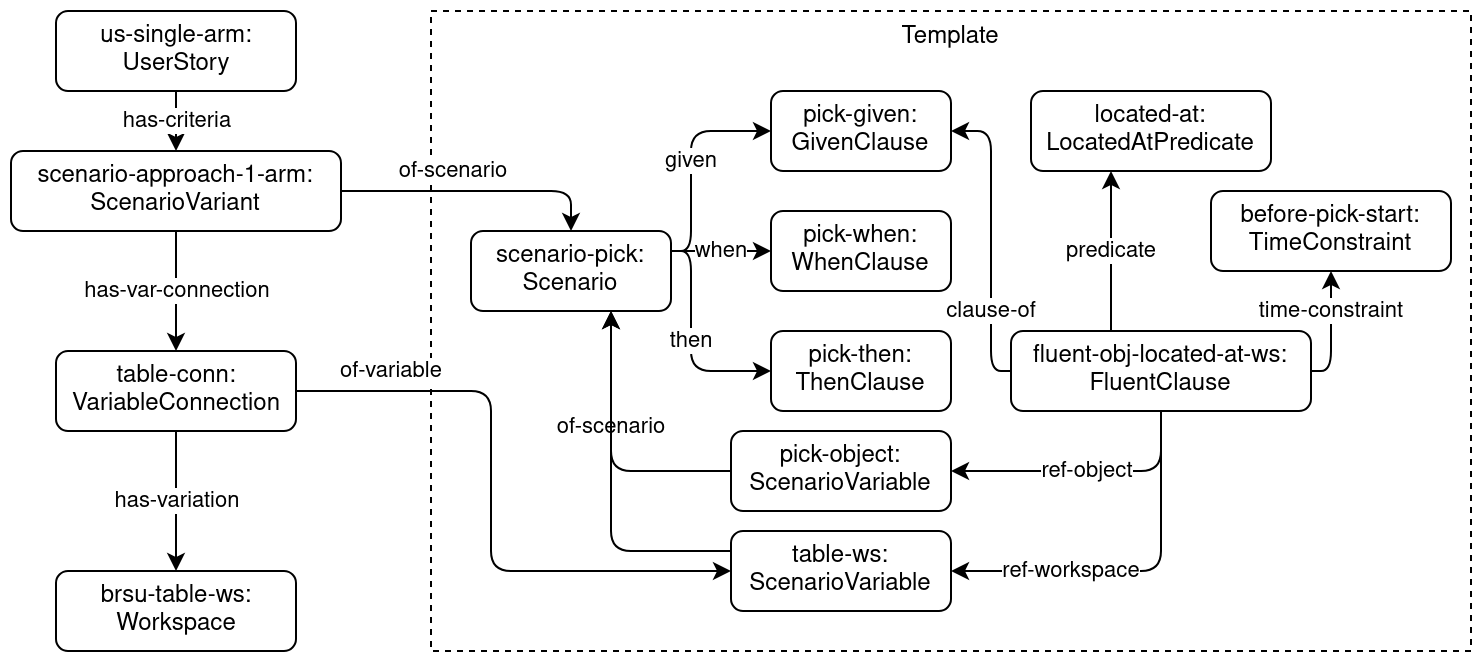 us-single-arm:
UserStory
has-criteria
scenario-approach-1-arm:
ScenarioVariant
has-var-connection
table-conn:
VariableConnection
has-variation
brsu-table-ws:
Workspace
of-scenario
of-variable
Template
scenario-pick:
Scenario
given
when
then
pick-given:
GivenClause
pick-when:
WhenClause
pick-then:
ThenClause
of-scenario
pick-object:
ScenarioVariable
table-ws:
ScenarioVariable
located-at:
LocatedAtPredicate
before-pick-start:
TimeConstraint
predicate
clause-of
time-constraint
fluent-obj-located-at-ws:
FluentClause
ref-object
ref-workspace